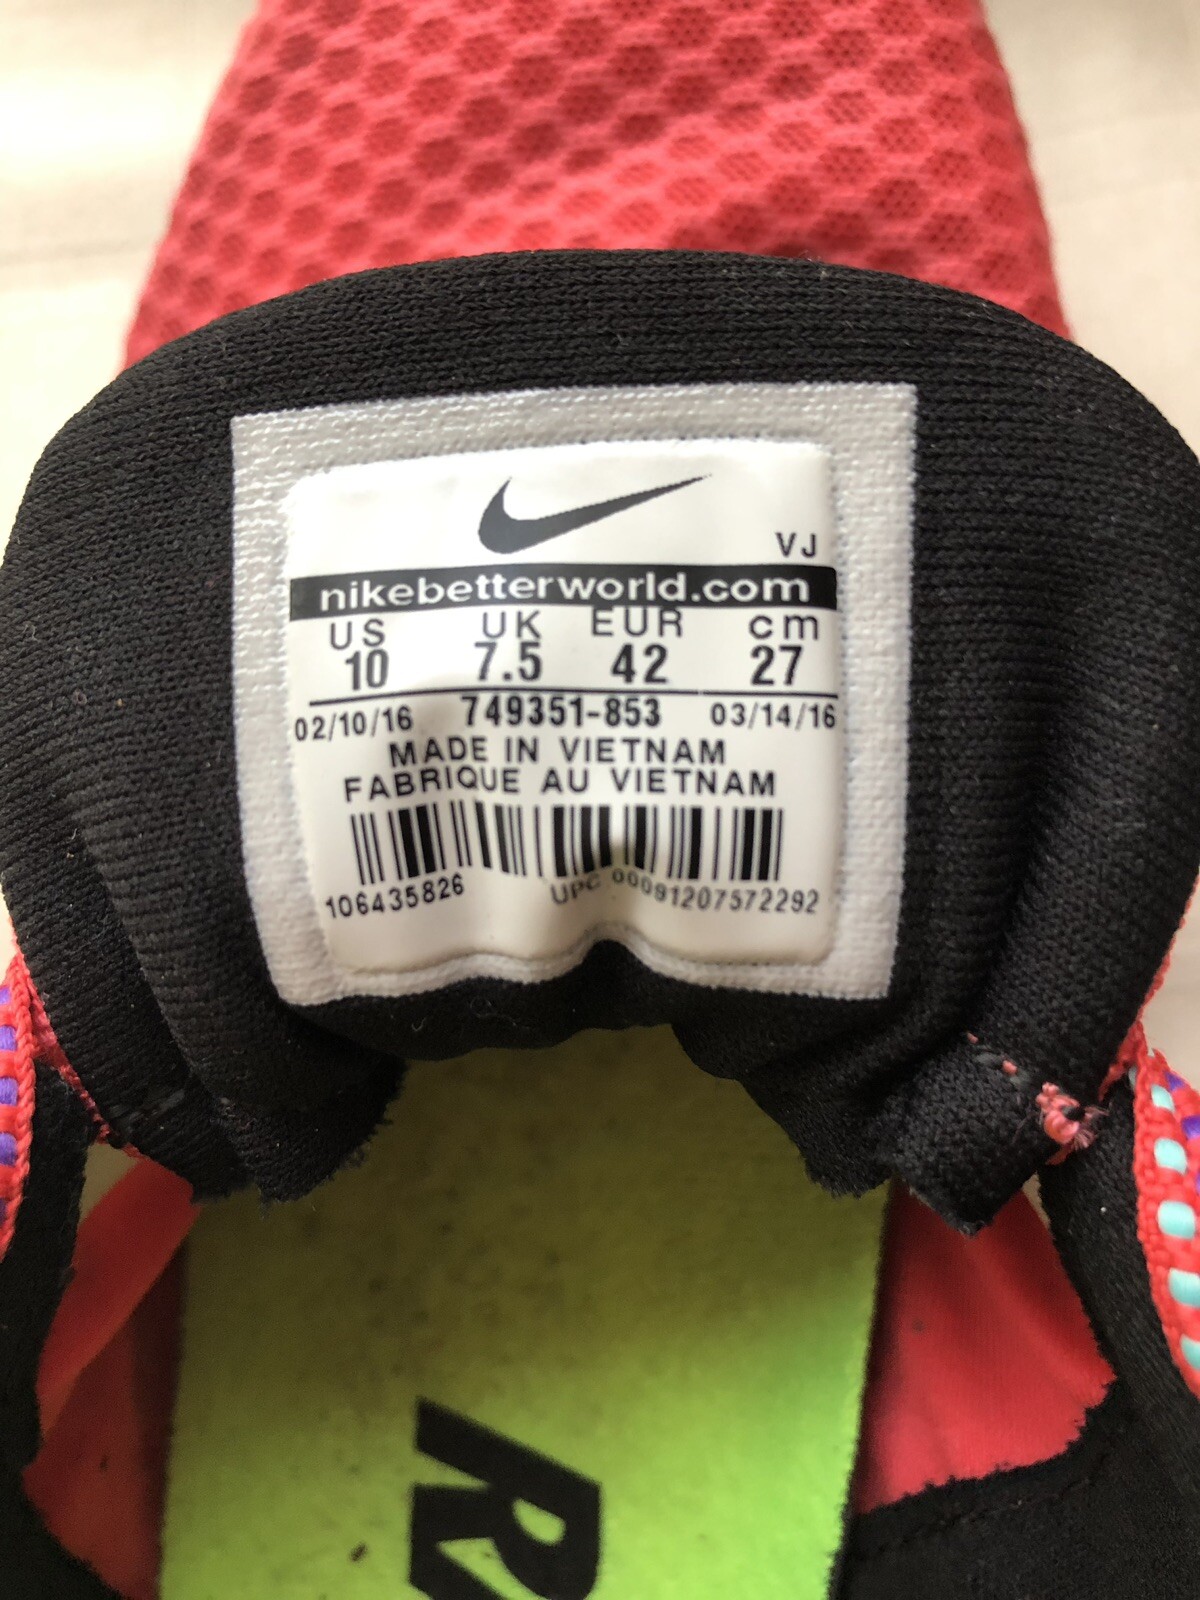 VJ
nikebetterworld.com
US UK EUR cm
10 7.5 42 27
02/10/16 749351-853 03/14/16
MADE IN VIETNAM
FABRIQUE AU VIETNAM
106435826 UPC 00091207572292
R